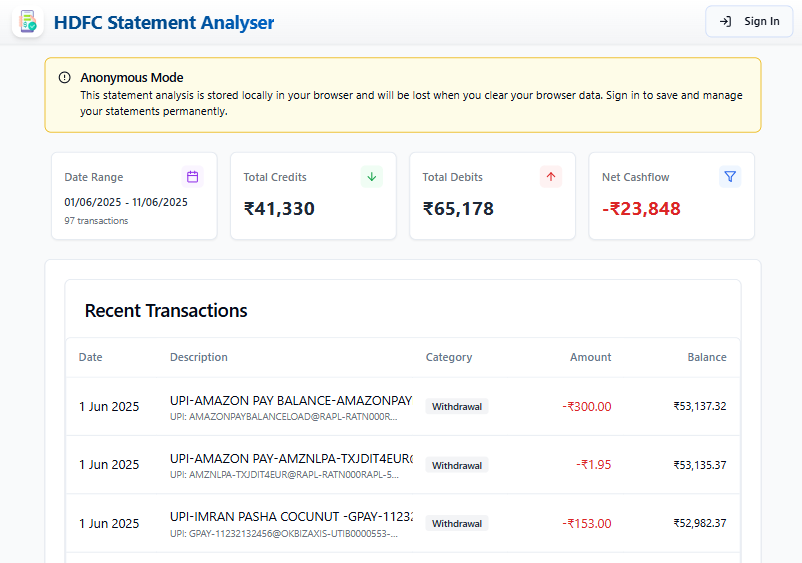 HDFC Statement Analyser
Sign In
Anonymous Mode
This statement analysis is stored locally in your browser and will be lost when you clear your browser data. Sign in to save and manage
your statements permanently.
Date Range
01/06/2025 - 11/06/2025
97 transactions
Total Credits
₹41,330
Total Debits
₹65,178
Net Cashflow
-₹23,848
Recent Transactions
Date Description Category Amount Balance
1 Jun 2025 UPI-AMAZON PAY BALANCE-AMAZONPAY Withdrawal -₹300.00 ₹53,137.32
UPI: AMAZONPAYBALANCELOAD@RAPL-RATN000R...
1 Jun 2025 UPI-AMAZON PAY-AMZNLPA-TXJDIT4EUR Withdrawal -₹1.95 ₹53,135.37
UPI: AMZNLPA-TXJDIT4EUR@RAPL-RATN000RAPL-5...
1 Jun 2025 UPI-IMRAN PASHA COCUNUT -GPAY-11232 Withdrawal -₹153.00 ₹52,982.37
UPI: GPAY-11232132456@OKBIZAXIS-UTIB0000553-...